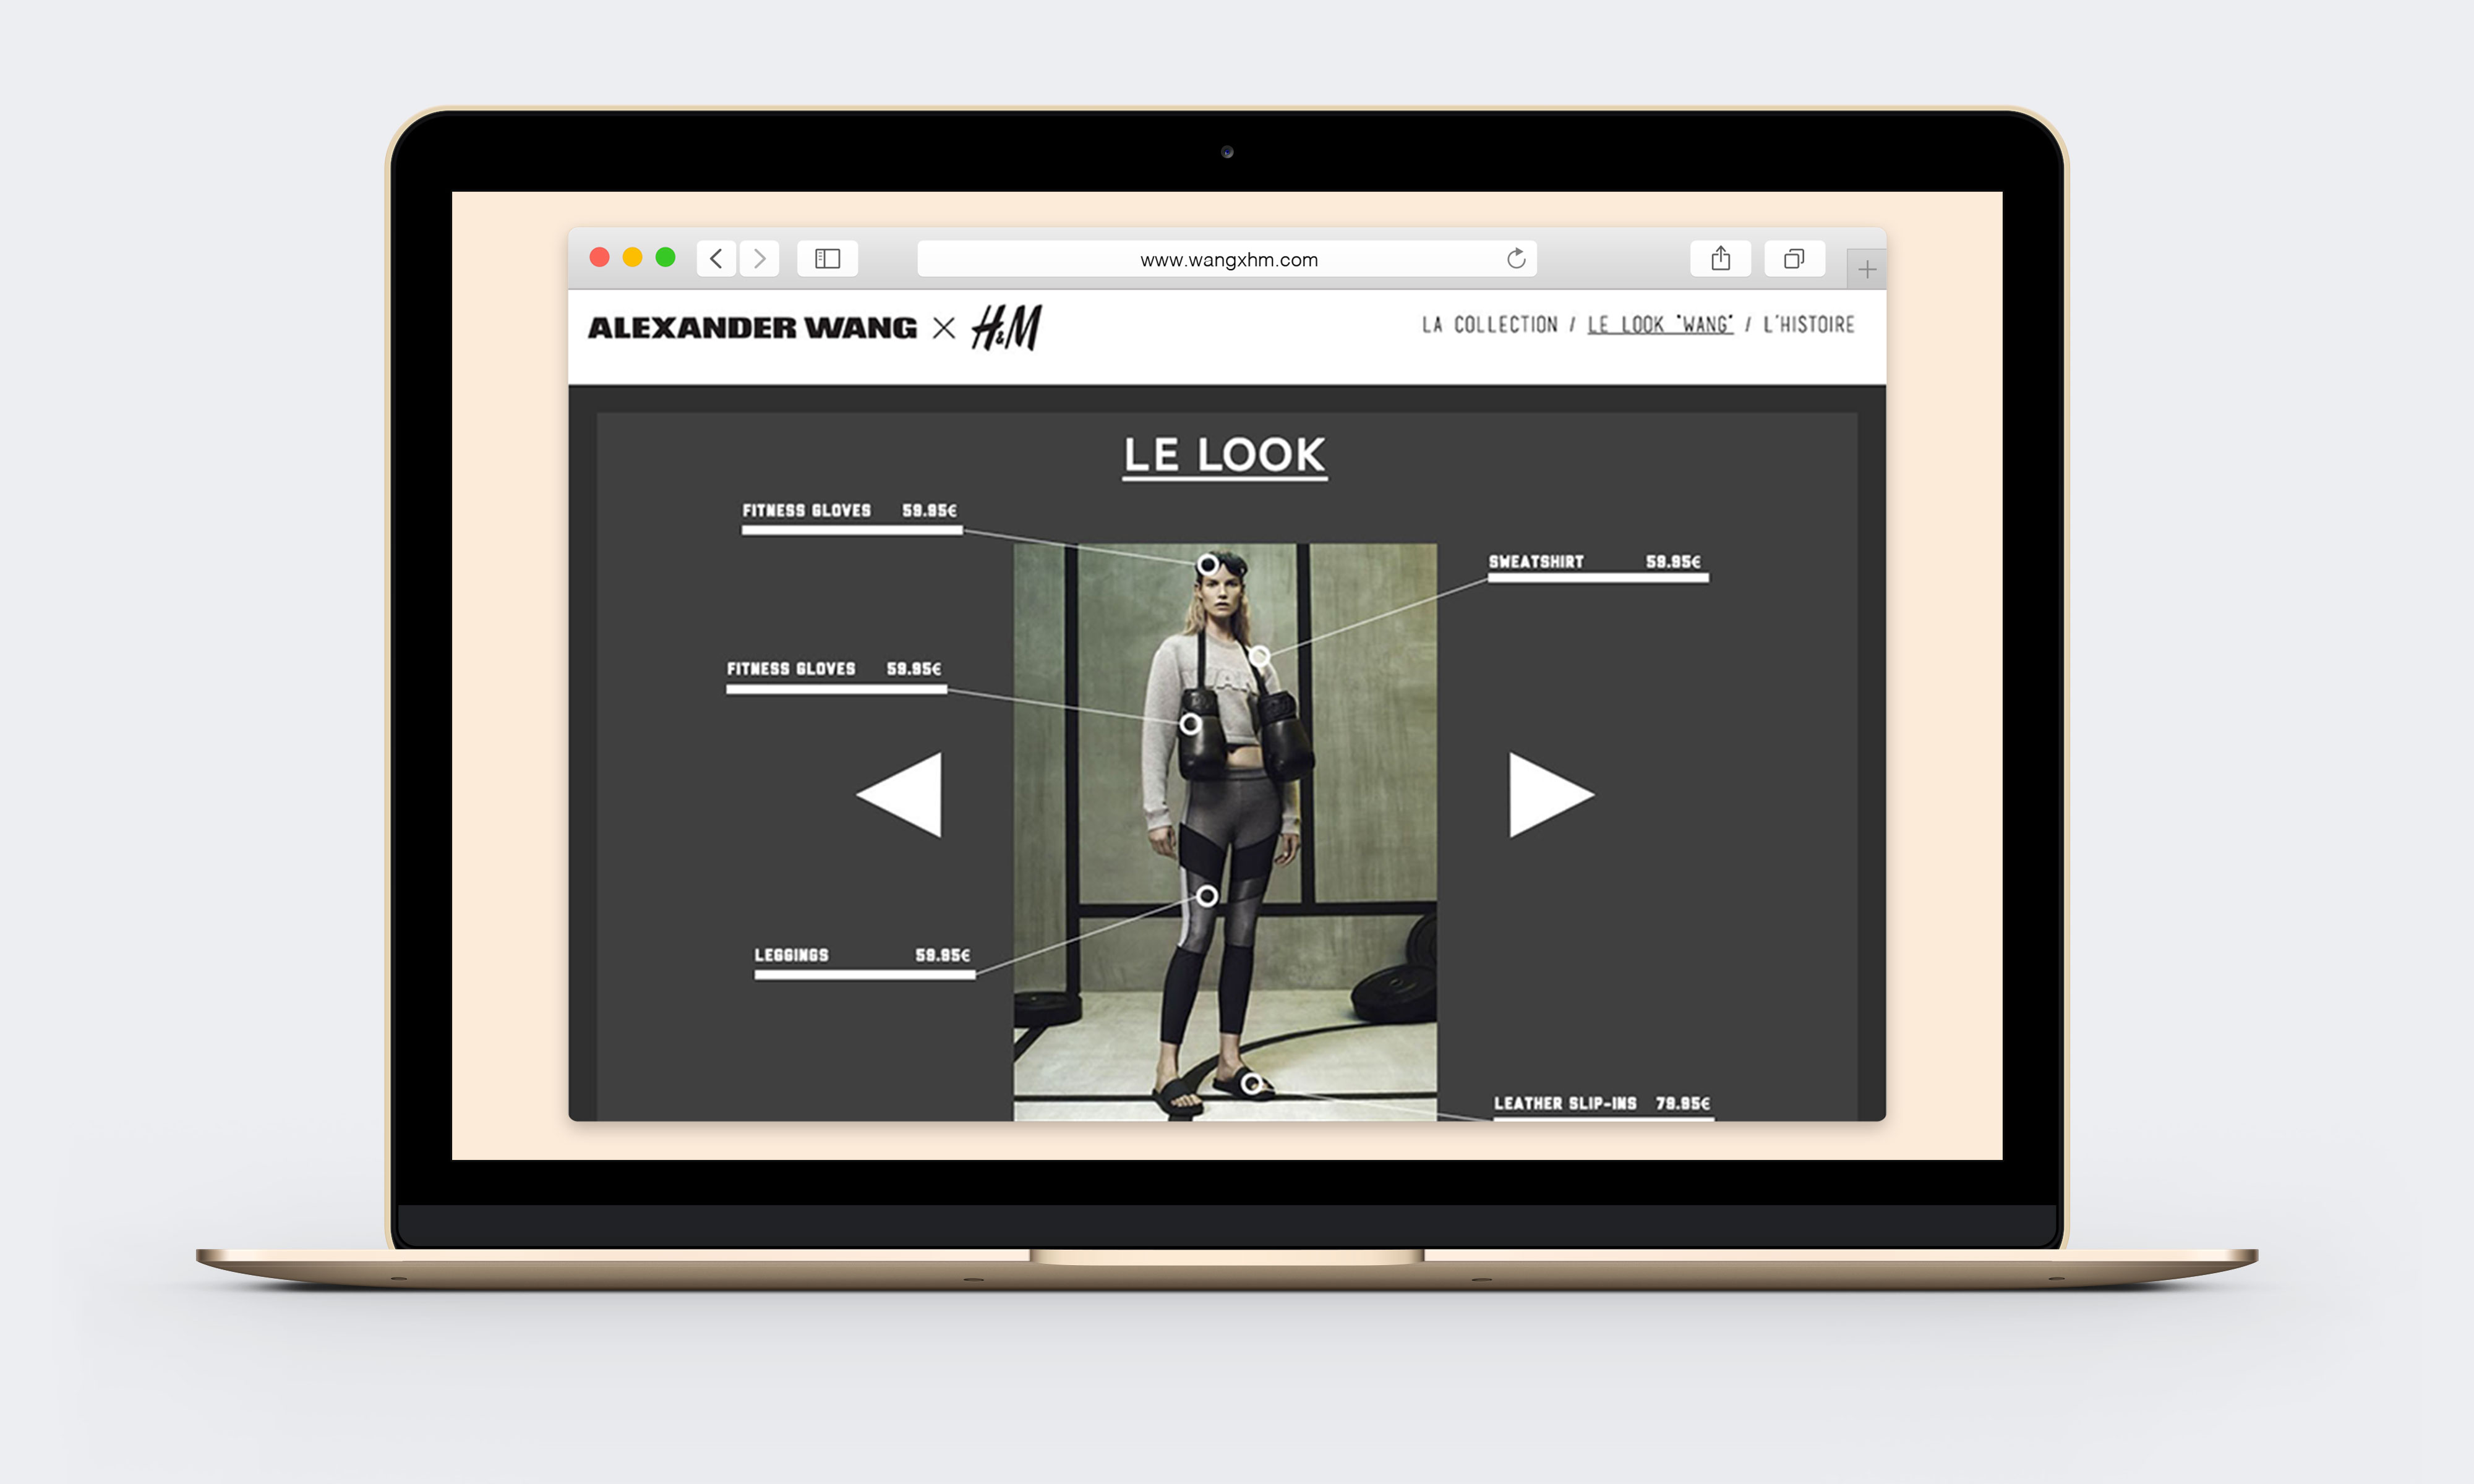 www.wangxhm.com
ALEXANDER WANG × H&M
LA COLLECTION / LE LOOK "WANG" / L'HISTOIRE
LE LOOK
FITNESS GLOVES 59.95€
SWEATSHIRT 59.95€
FITNESS GLOVES 59.95€
LEGGINGS 59.95€
LEATHER SLIP-INS 79.95€